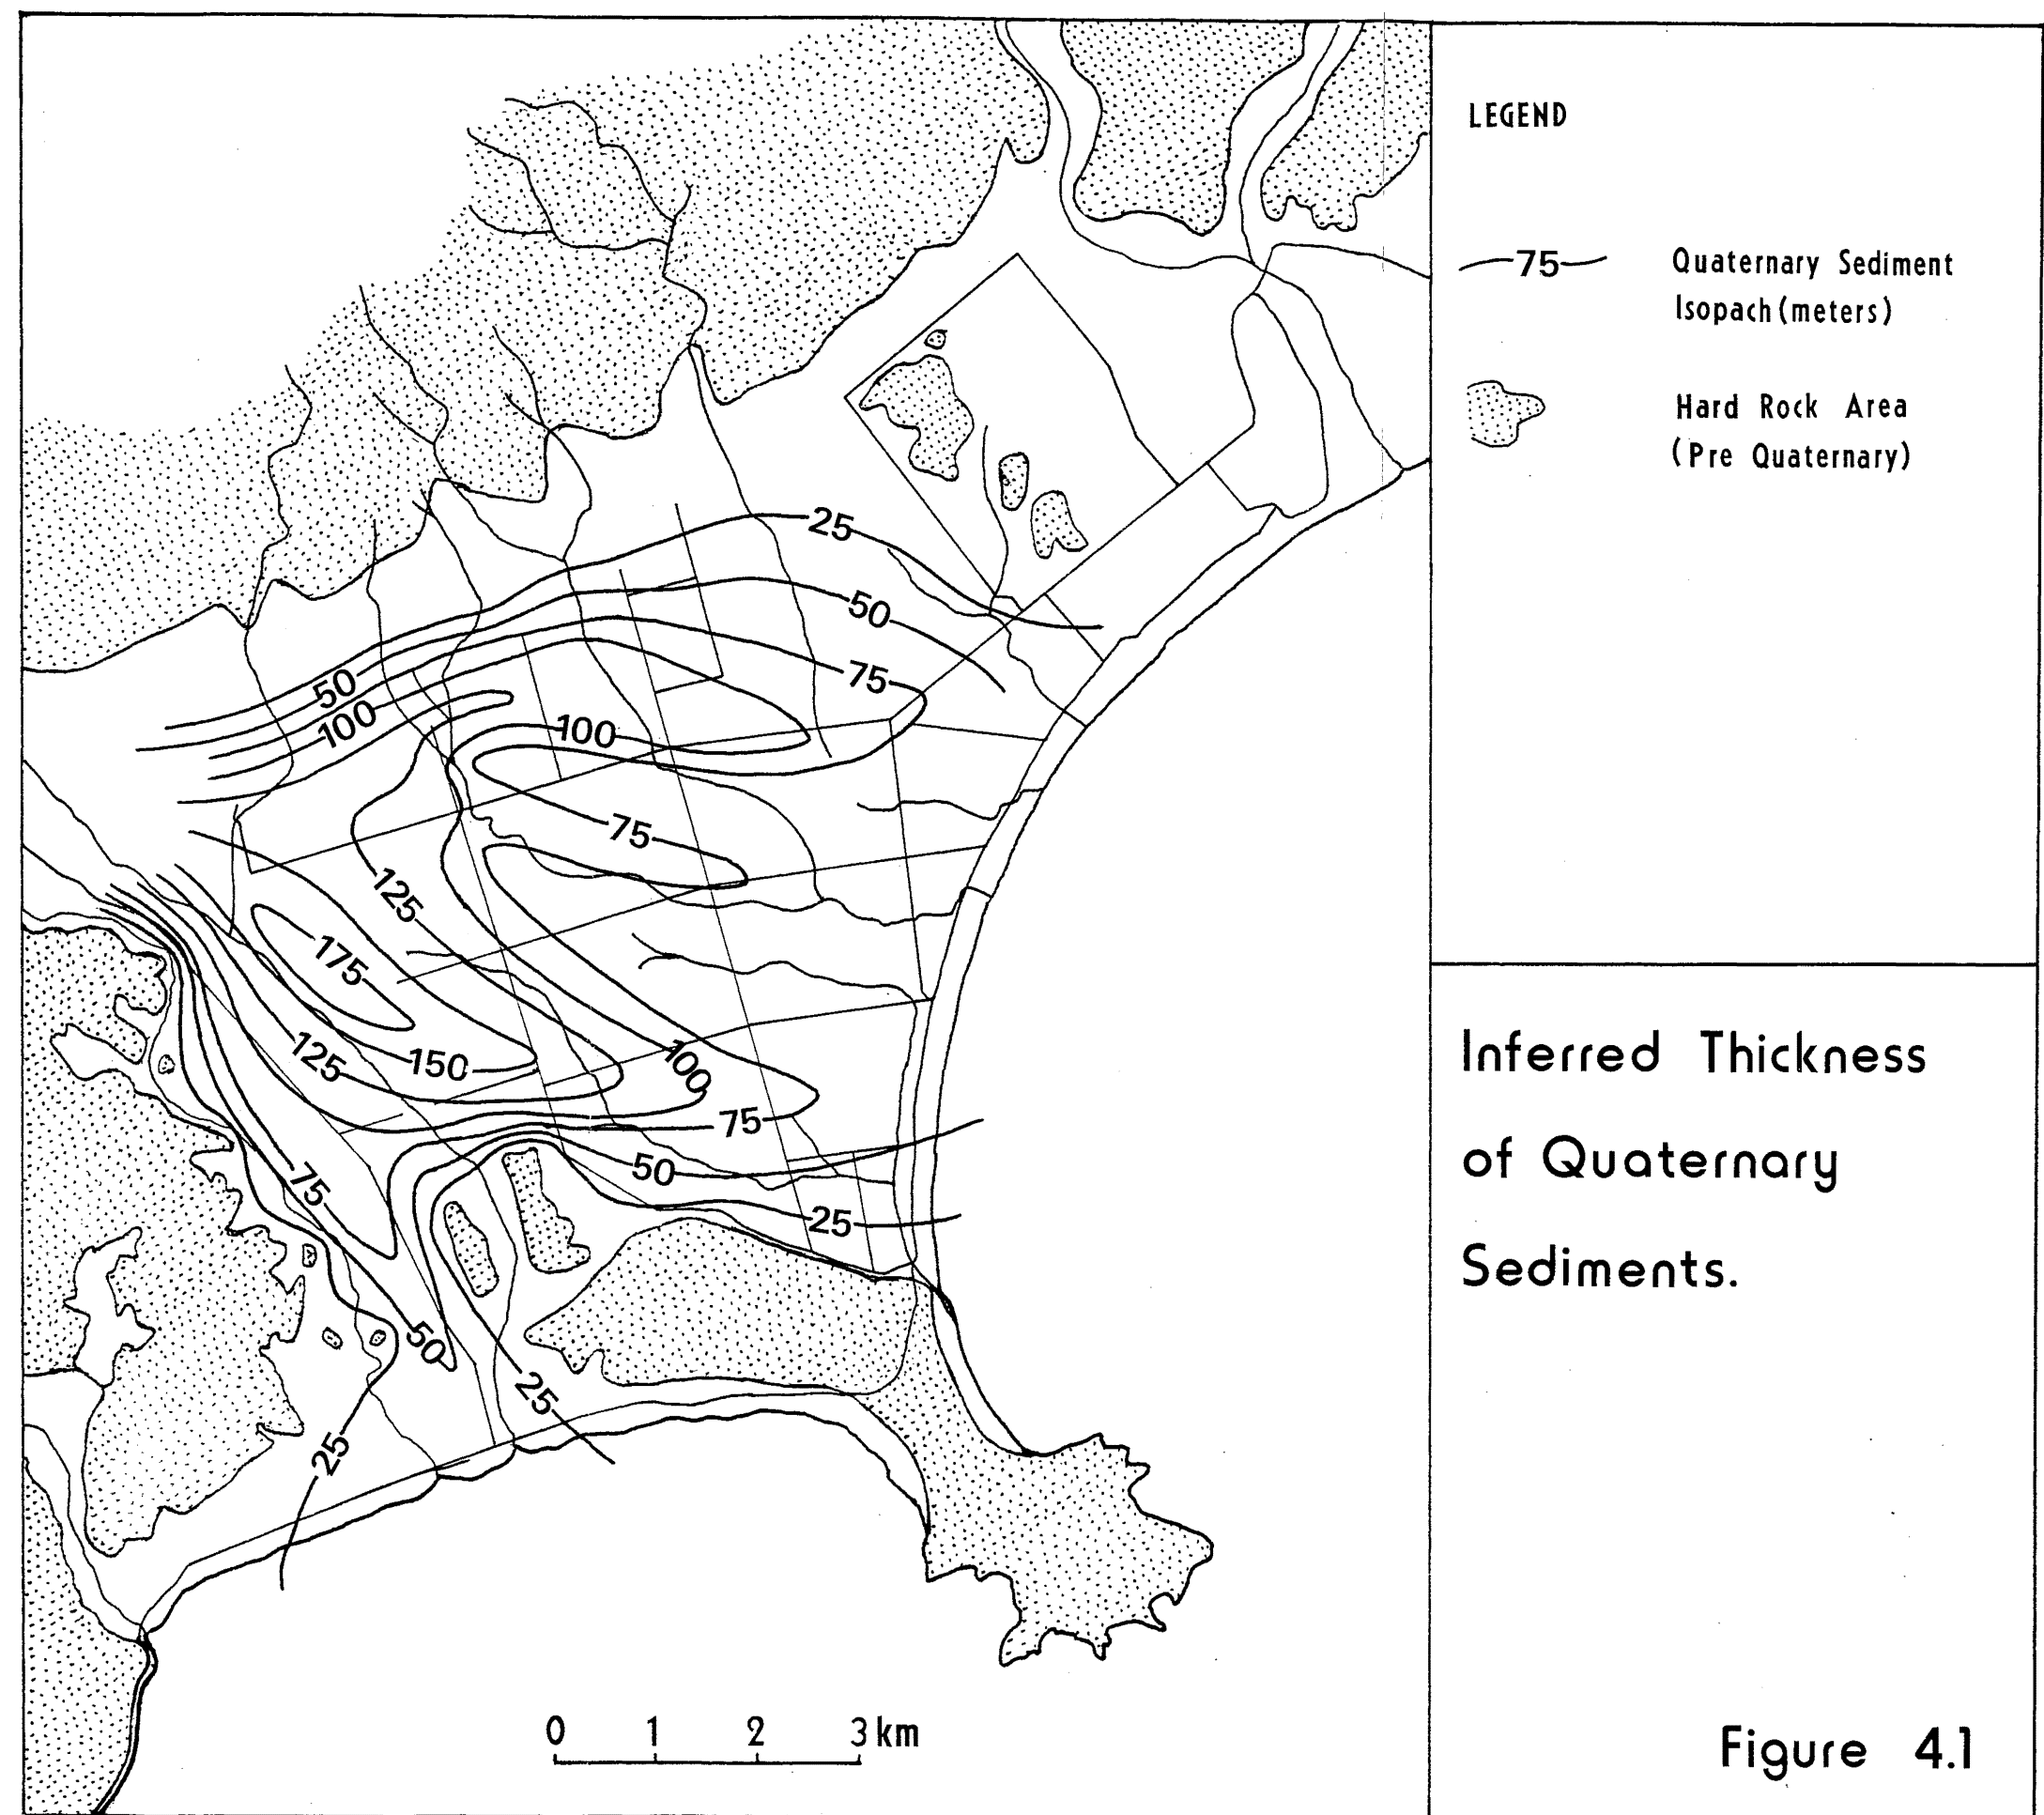 LEGEND
75
Quaternary Sediment
Isopach (meters)
Hard Rock Area
(Pre Quaternary)
25
50
75
50
100
100
75
125
175
125
150
100
75
75
50
25
50
25
25
0 1 2 3 km
Inferred Thickness
of Quaternary
Sediments.
Figure 4.1